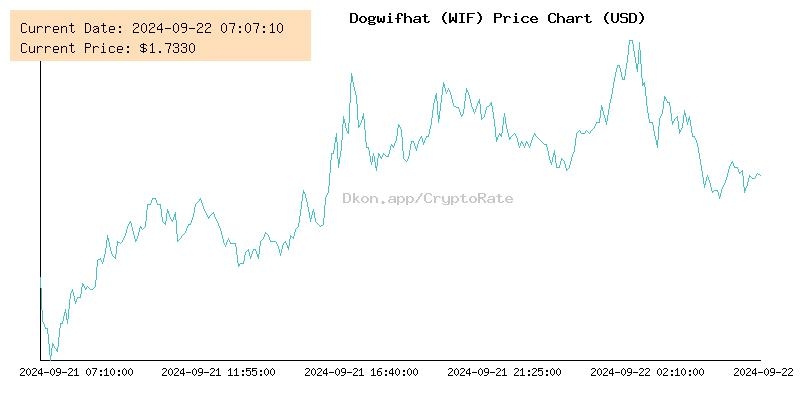 Dogwifhat (WIF) Price Chart (USD)
Current Date: 2024-09-22 07:07:10
Current Price: $1.7330
Dkon.app/CryptoRate
2024-09-21 07:10:00 2024-09-21 11:55:00 2024-09-21 16:40:00 2024-09-21 21:25:00 2024-09-22 02:10:00 2024-09-22